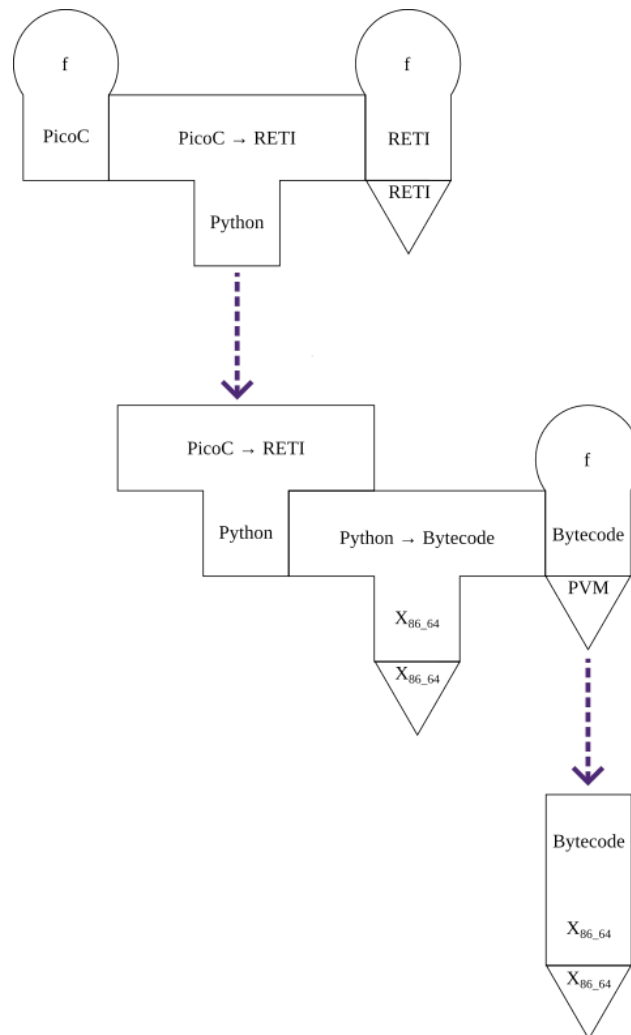 f
f
PicoC
PicoC → RETI
RETI
RETI
Python
PicoC → RETI
f
Python
Python → Bytecode
Bytecode
PVM
X86_64
X86_64
Bytecode
X86_64
X86_64